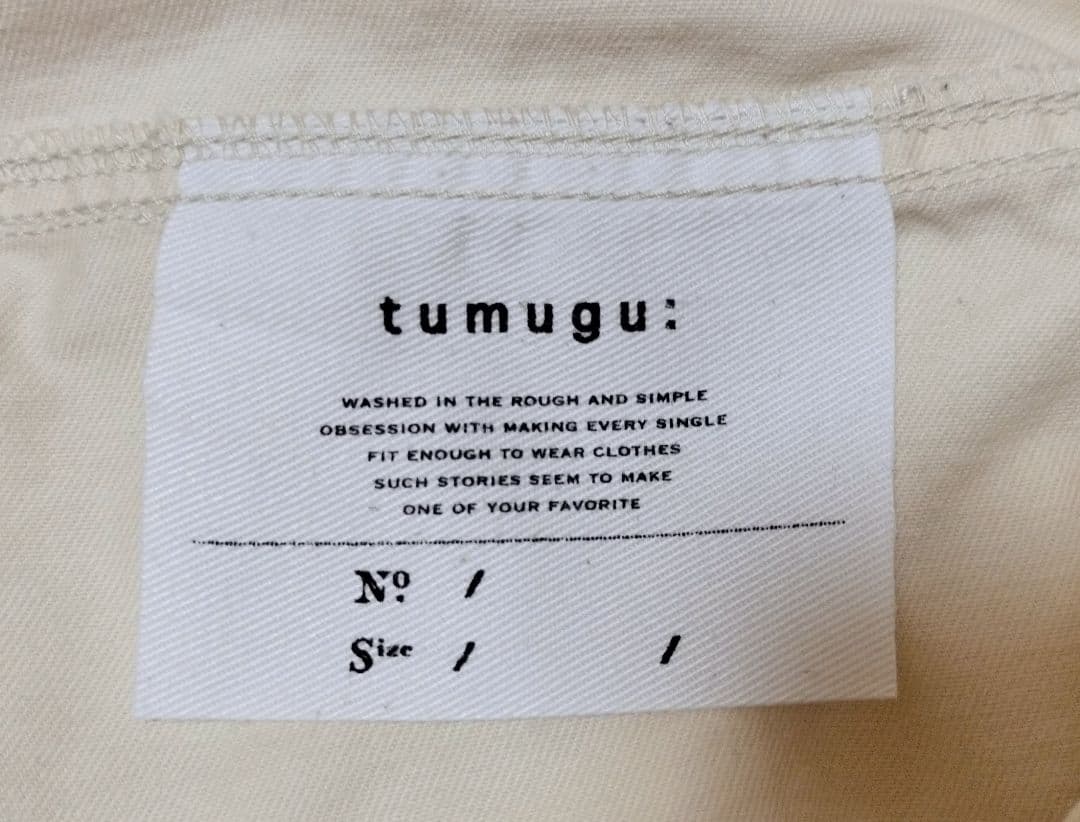 tumugu:
WASHED IN THE ROUGH AND SIMPLE
OBSESSION WITH MAKING EVERY SINGLE
FIT ENOUGH TO WEAR CLOTHES
SUCH STORIES SEEM TO MAKE
ONE OF YOUR FAVORITE
Nº /
Size / /